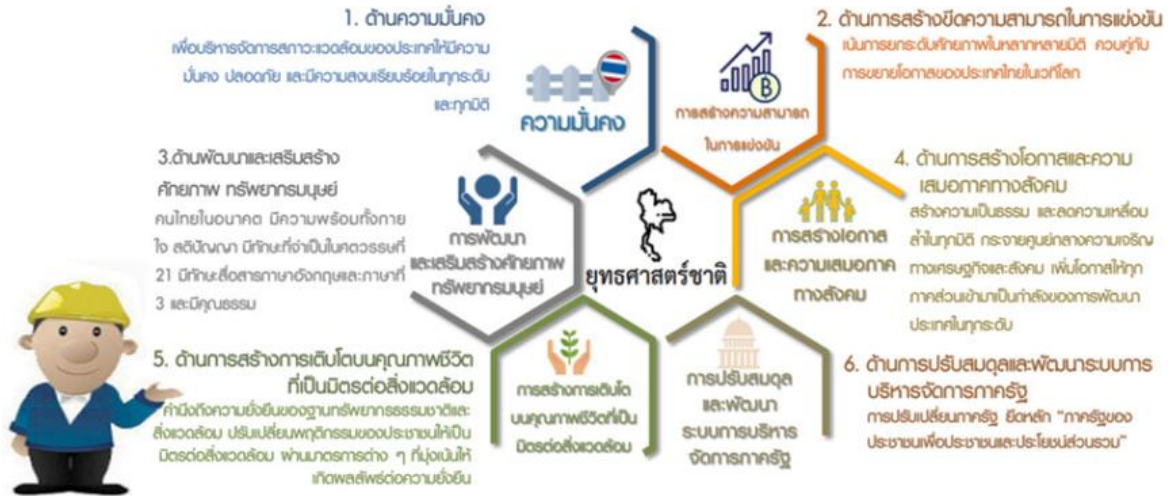 1. ด้านความมั่นคง
เพื่อบริหารจัดการสภาวะแวดล้อมของประเทศให้มีความ
มั่นคง ปลอดภัย และมีความสงบเรียบร้อยในทุกระดับ
และทุกมิติ
ความมั่นคง
2. ด้านการสร้างขีดความสามารถในการแข่งขัน
เน้นการยกระดับศักยภาพในหลากหลายมิติ ควบคู่กับ
การขยายโอกาสของประเทศไทยในเวทีโลก
การสร้างความสามารถ
ในการแข่งขัน
3.ด้านพัฒนาและเสริมสร้าง
ศักยภาพ ทรัพยากรมนุษย์
คนไทยในอนาคต มีความพร้อมทั้งกาย
ใจ สติปัญญา มีทักษะที่จำเป็นในศตวรรษที่
21 มีทักษะสื่อสารภาษาอังกฤษและภาษาที่
3 และมีคุณธรรม
การพัฒนา
และเสริมสร้างศักยภาพ
ทรัพยากรมนุษย์
ยุทธศาสตร์ชาติ
4. ด้านการสร้างโอกาสและความ
เสมอภาคทางสังคม
สร้างความเป็นธรรม และลดความเหลื่อม
ล้ำในทุกมิติ กระจายศูนย์กลางความเจริญ
ทางเศรษฐกิจและสังคม เพิ่มโอกาสให้ทุก
ภาคส่วนเข้ามาเป็นกำลังของการพัฒนา
ประเทศในทุกระดับ
การสร้างโอกาส
และความเสมอภาค
ทางสังคม
5. ด้านการสร้างการเติบโตบนคุณภาพชีวิต
ที่เป็นมิตรต่อสิ่งแวดล้อม
คำนึงถึงความยั่งยืนของฐานทรัพยากรธรรมชาติและ
สิ่งแวดล้อม ปรับเปลี่ยนพฤติกรรมของประชาชนให้เป็น
มิตรต่อสิ่งแวดล้อม ผ่านมาตรการต่าง ๆ ที่มุ่งเน้นให้
เกิดผลลัพธ์ต่อความยั่งยืน
การสร้างการเติบโต
บนคุณภาพชีวิตที่เป็น
มิตรต่อสิ่งแวดล้อม
การปรับสมดุล
และพัฒนา
ระบบการบริหาร
จัดการภาครัฐ
6. ด้านการปรับสมดุลและพัฒนาระบบการ
บริหารจัดการภาครัฐ
การปรับเปลี่ยนภาครัฐ ยึดหลัก "ภาครัฐของ
ประชาชนเพื่อประชาชนและประโยชน์ส่วนรวม"